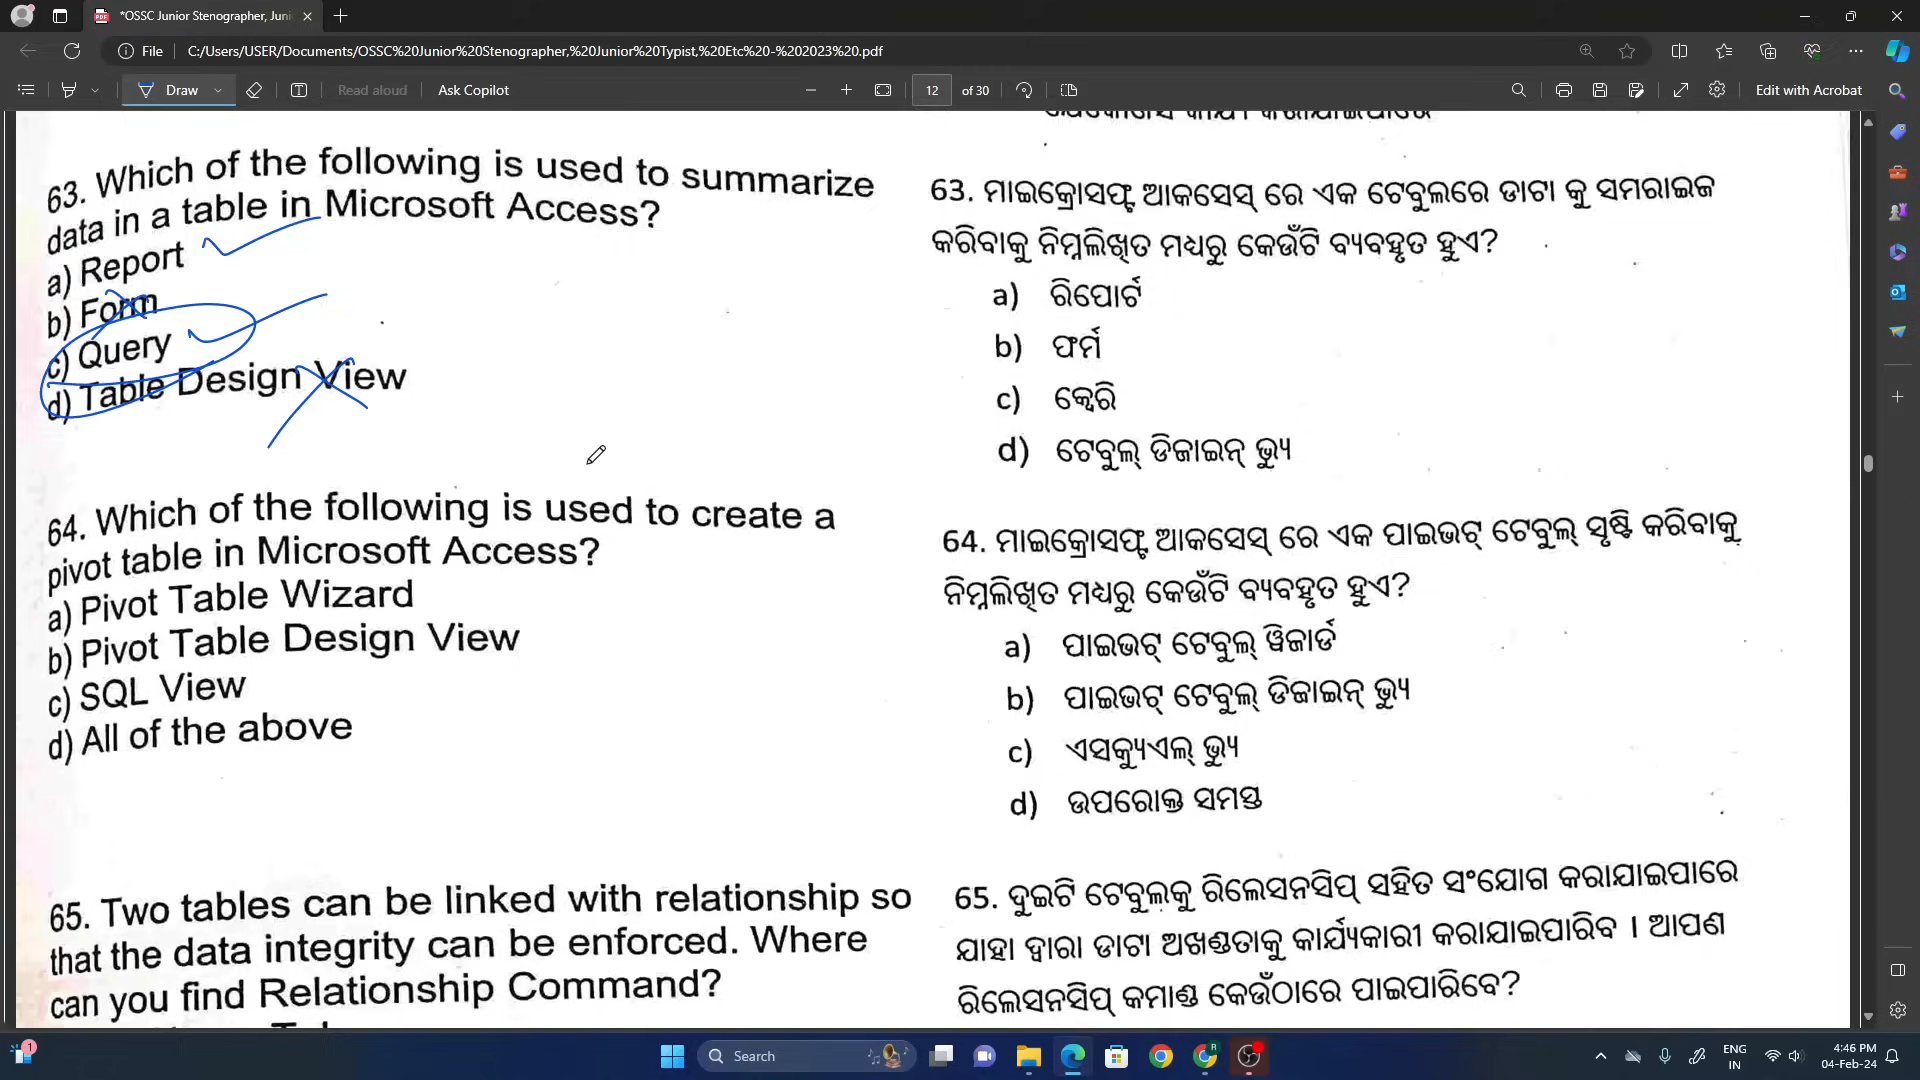 *OSSC Junior Stenographer, Juni
File
C:/Users/USER/Documents/OSSC%20Junior%20Stenographer,%20Junior%20Typist,%20Etc%20-%202023%20.pdf
Draw
Read aloud
Ask Copilot
12
of 30
Edit with Acrobat
63. Which of the following is used to summarize
data in a table in Microsoft Access?
a) Report
b) Form
c) Query
d) Table Design View
64. Which of the following is used to create a
pivot table in Microsoft Access?
a) Pivot Table Wizard
b) Pivot Table Design View
c) SQL View
d) All of the above
65. Two tables can be linked with relationship so
that the data integrity can be enforced. Where
can you find Relationship Command?
63. ମାଇକ୍ରୋସଫ୍ଟ ଆକସେସ୍ ରେ ଏକ ଟେବୁଲରେ ଡାଟା କୁ ସମରାଇଜ
କରିବାକୁ ନିମ୍ନଲିଖିତ ମଧ୍ୟରୁ କେଉଁଟି ବ୍ୟବହୃତ ହୁଏ?
a) ରିପୋର୍ଟ
b) ଫର୍ମ
c) କ୍ୱେରି
d) ଟେବୁଲ୍ ଡିଜାଇନ୍ ଭ୍ୟୁ
64. ମାଇକ୍ରୋସଫ୍ଟ ଆକସେସ୍ ରେ ଏକ ପାଇଭଟ୍ ଟେବୁଲ୍ ସୃଷ୍ଟି କରିବାକୁ
ନିମ୍ନଲିଖିତ ମଧ୍ୟରୁ କେଉଁଟି ବ୍ୟବହୃତ ହୁଏ?
a) ପାଇଭଟ୍ ଟେବୁଲ୍ ୱିଜାର୍ଡ
b) ପାଇଭଟ୍ ଟେବୁଲ୍ ଡିଜାଇନ୍ ଭ୍ୟୁ
c) ଏସକ୍ୟୁଏଲ୍ ଭ୍ୟୁ
d) ଉପରୋକ୍ତ ସମସ୍ତ
65. ଦୁଇଟି ଟେବୁଲକୁ ରିଲେସନସିପ୍ ସହିତ ସଂଯୋଗ କରାଯାଇପାରେ
ଯାହା ଦ୍ୱାରା ଡାଟା ଅଖଣ୍ଡତାକୁ କାର୍ଯ୍ୟକାରୀ କରାଯାଇପାରିବ । ଆପଣ
ରିଲେସନସିପ୍ କମାଣ୍ଡ କେଉଁଠାରେ ପାଇପାରିବେ?
1
Search
ENG
IN
4:46 PM
04-Feb-24